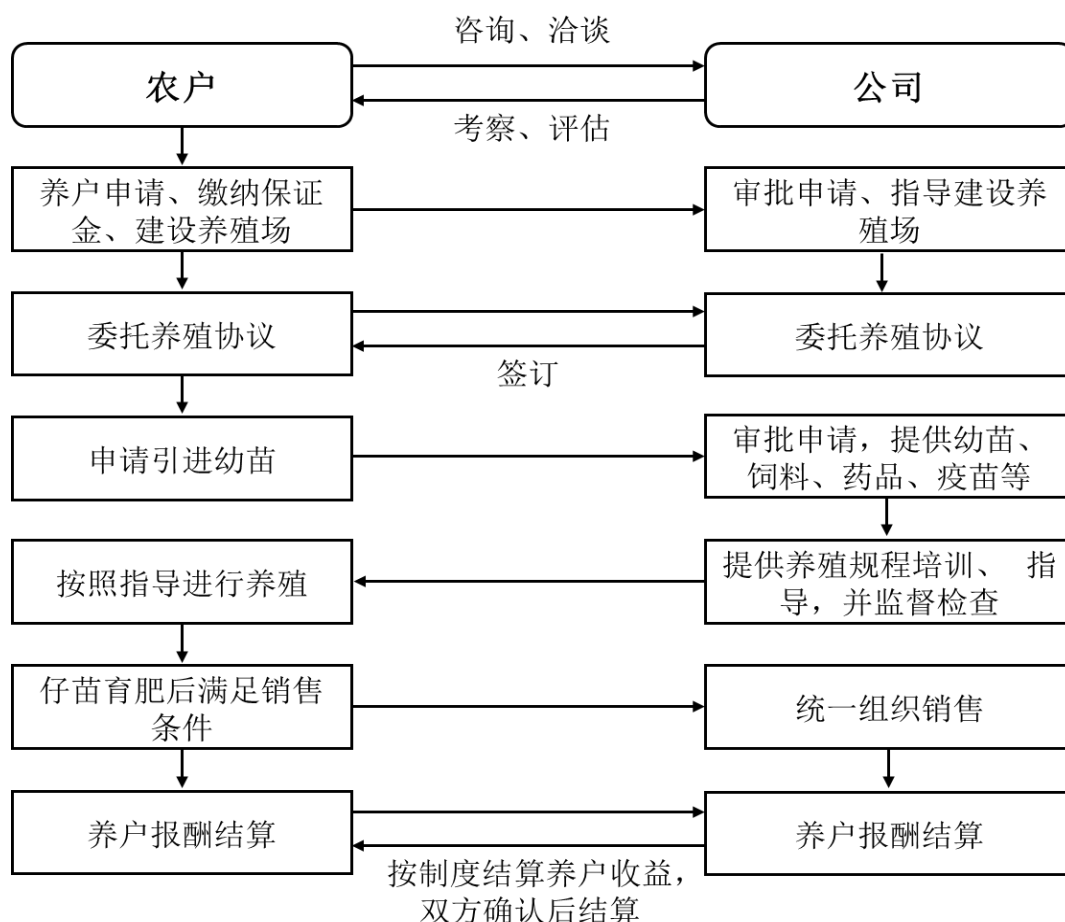 咨询、洽谈
农户
公司
考察、评估
养户申请、缴纳保证
金、建设养殖场
审批申请、指导建设养
殖场
委托养殖协议
委托养殖协议
签订
申请引进幼苗
审批申请，提供幼苗、
饲料、药品、疫苗等
按照指导进行养殖
提供养殖规程培训、 指
导，并监督检查
仔苗育肥后满足销售
条件
统一组织销售
养户报酬结算
养户报酬结算
按制度结算养户收益，
双方确认后结算